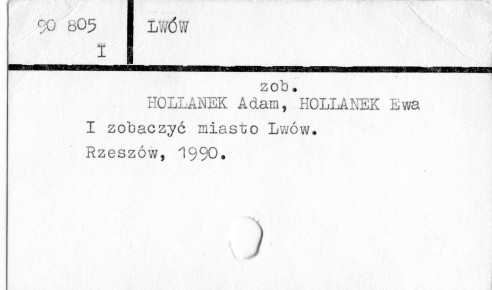 90 805 LWÓW
I
zob.
HOLLANEK Adam, HOLLANEK Ewa
I zobaczyć miasto Lwów.
Rzeszów, 1990.